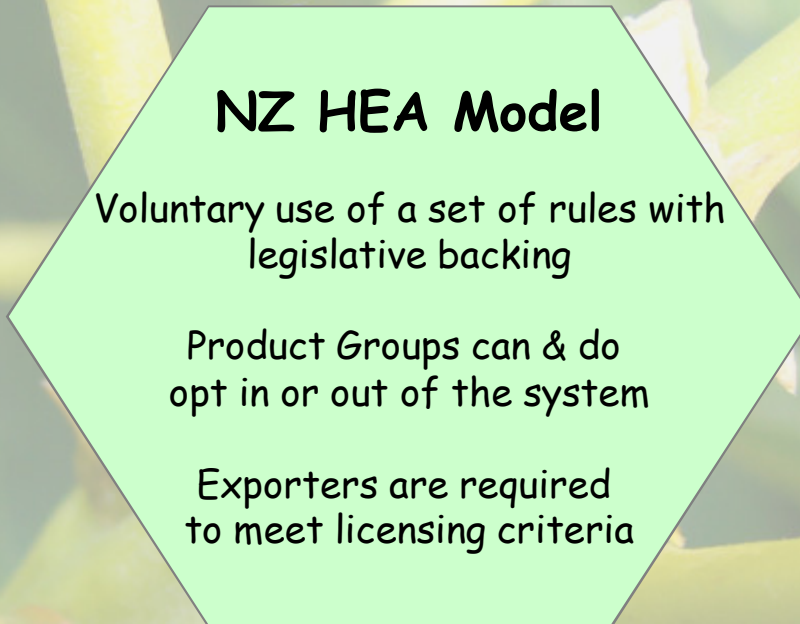 NZ HEA Model
Voluntary use of a set of rules with
legislative backing
Product Groups can & do
opt in or out of the system
Exporters are required
to meet licensing criteria